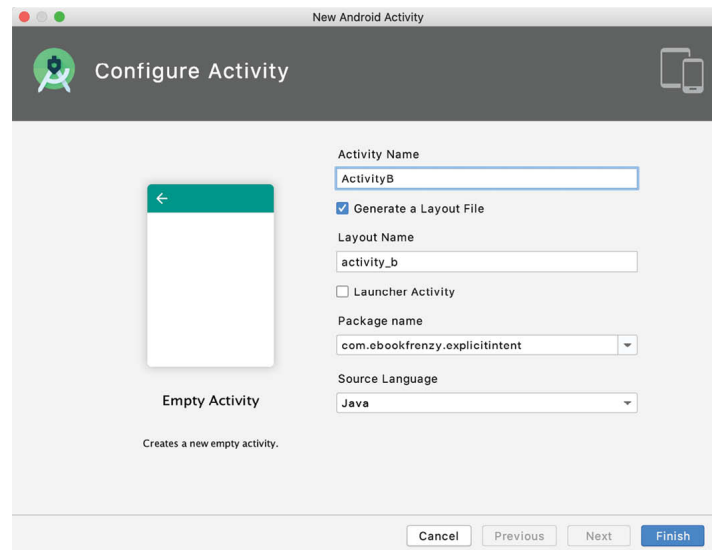 New Android Activity
Configure Activity
Activity Name
ActivityB
Generate a Layout File
Layout Name
activity_b
Launcher Activity
Package name
com.ebookfrenzy.explicitintent
Source Language
Java
Empty Activity
Creates a new empty activity.
Cancel
Previous
Next
Finish